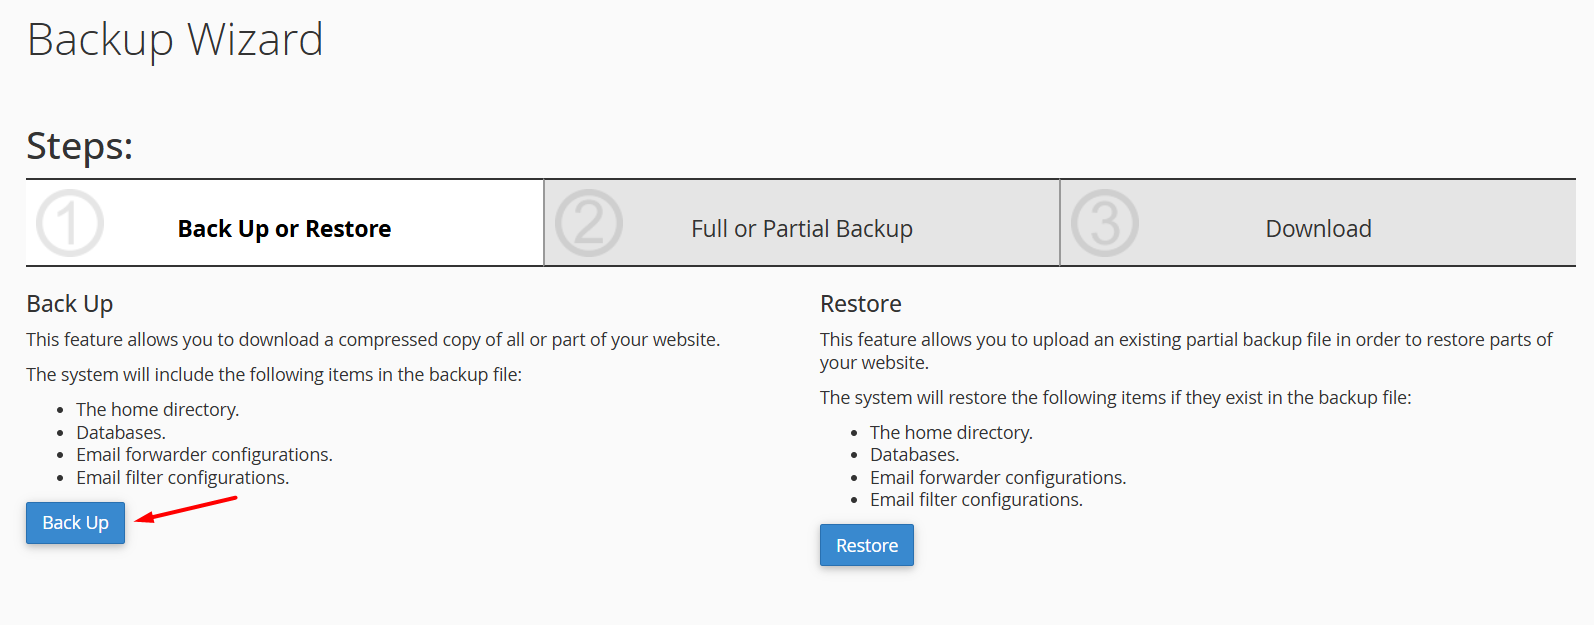 Backup Wizard
Steps:
1 Back Up or Restore
2 Full or Partial Backup
3 Download
Back Up
This feature allows you to download a compressed copy of all or part of your website.
The system will include the following items in the backup file:
• The home directory.
• Databases.
• Email forwarder configurations.
• Email filter configurations.
Back Up
Restore
This feature allows you to upload an existing partial backup file in order to restore parts of
your website.
The system will restore the following items if they exist in the backup file:
• The home directory.
• Databases.
• Email forwarder configurations.
• Email filter configurations.
Restore